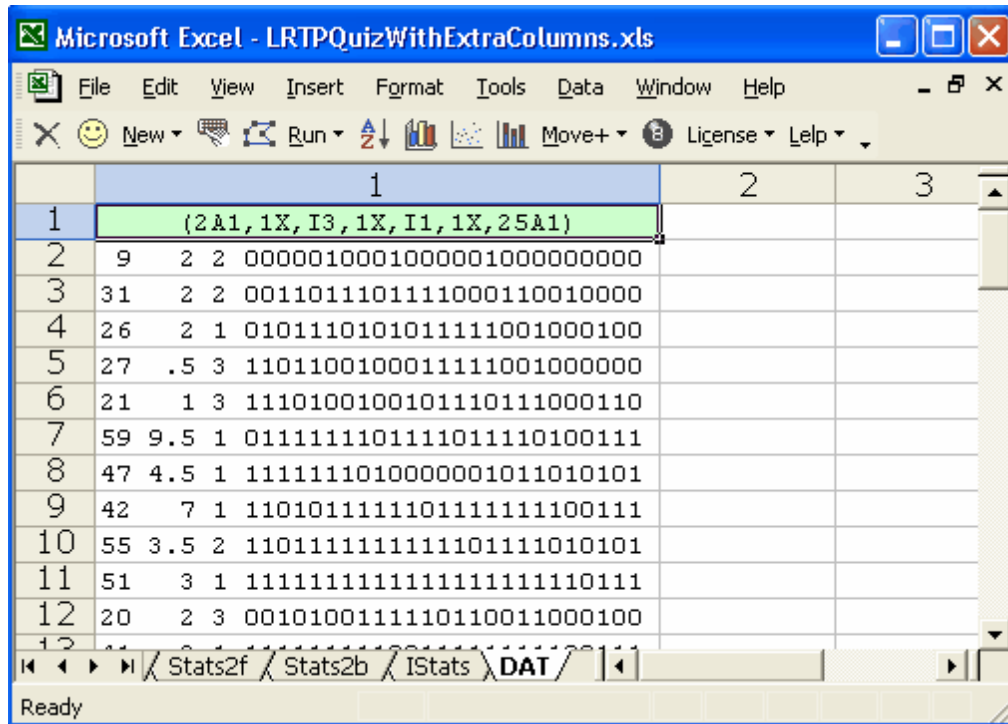 Microsoft Excel - LRTPQuizWithExtraColumns.xls
File Edit View Insert Format Tools Data Window Help
New Run Move+ License Lelp
1 2 3
1 (2A1,1X,I3,1X,I1,1X,25A1)
2 9 2 2 0000010001000001000000000
3 31 2 2 0011011101111000110010000
4 26 2 1 0101110101011111001000100
5 27 .5 3 1101100100011111001000000
6 21 1 3 1110100100101110111000110
7 59 9.5 1 0111111101111011110100111
8 47 4.5 1 1111111010000001011010101
9 42 7 1 1101011111101111111100111
10 55 3.5 2 1101111111111101111010101
11 51 3 1 1111111111111111111110111
12 20 2 3 0010100111110110011000100
Stats2f Stats2b IStats DAT
Ready